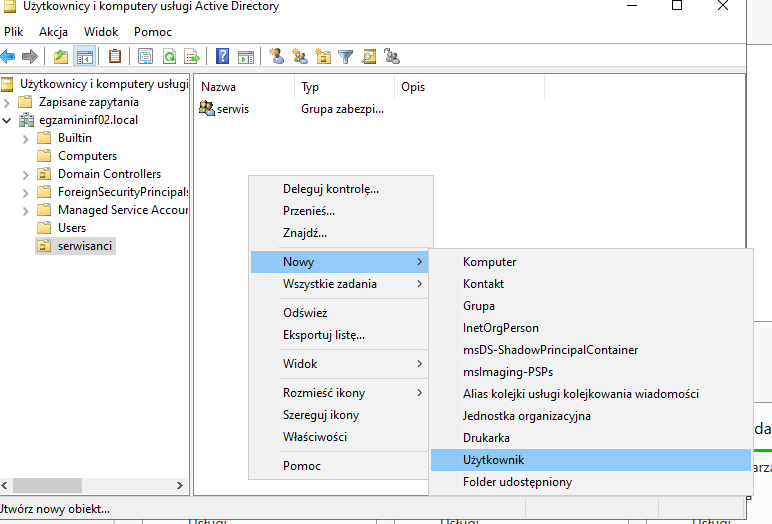 Użytkownicy i komputery usługi Active Directory
Plik Akcja Widok Pomoc
Użytkownicy i komputery usługi
Zapisane zapytania
egzamininf02.local
Builtin
Computers
Domain Controllers
ForeignSecurityPrincipals
Managed Service Accour
Users
serwisanci
Nazwa Typ Opis
serwis Grupa zabezpi...
Deleguj kontrolę...
Przenieś...
Znajdź...
Nowy
Wszystkie zadania
Odśwież
Eksportuj listę...
Widok
Rozmieść ikony
Szereguj ikony
Właściwości
Pomoc
Komputer
Kontakt
Grupa
InetOrgPerson
msDS-ShadowPrincipalContainer
msImaging-PSPs
Alias kolejki usługi kolejkowania wiadomości
Jednostka organizacyjna
Drukarka
Użytkownik
Folder udostępniony
Utwórz nowy obiekt...
da
arza